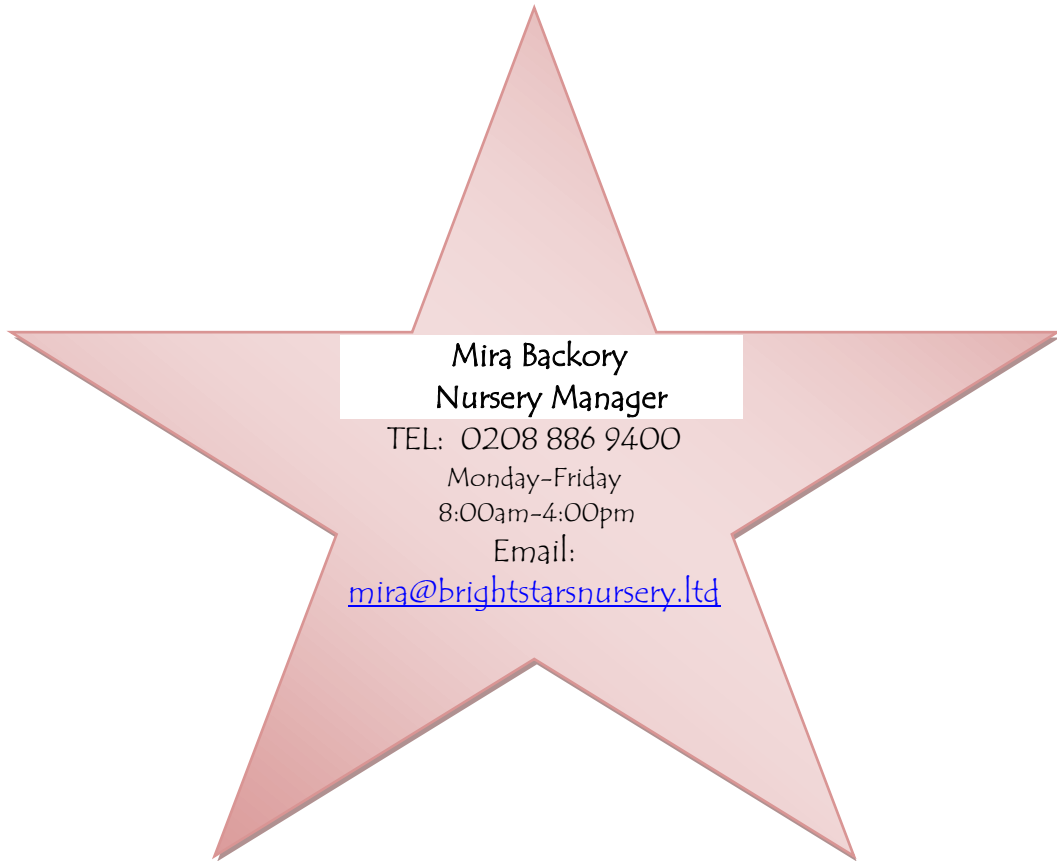 Mira Backory
Nursery Manager
TEL: 0208 886 9400
Monday-Friday
8:00am-4:00pm
Email:
mira@brightstarsnursery.ltd